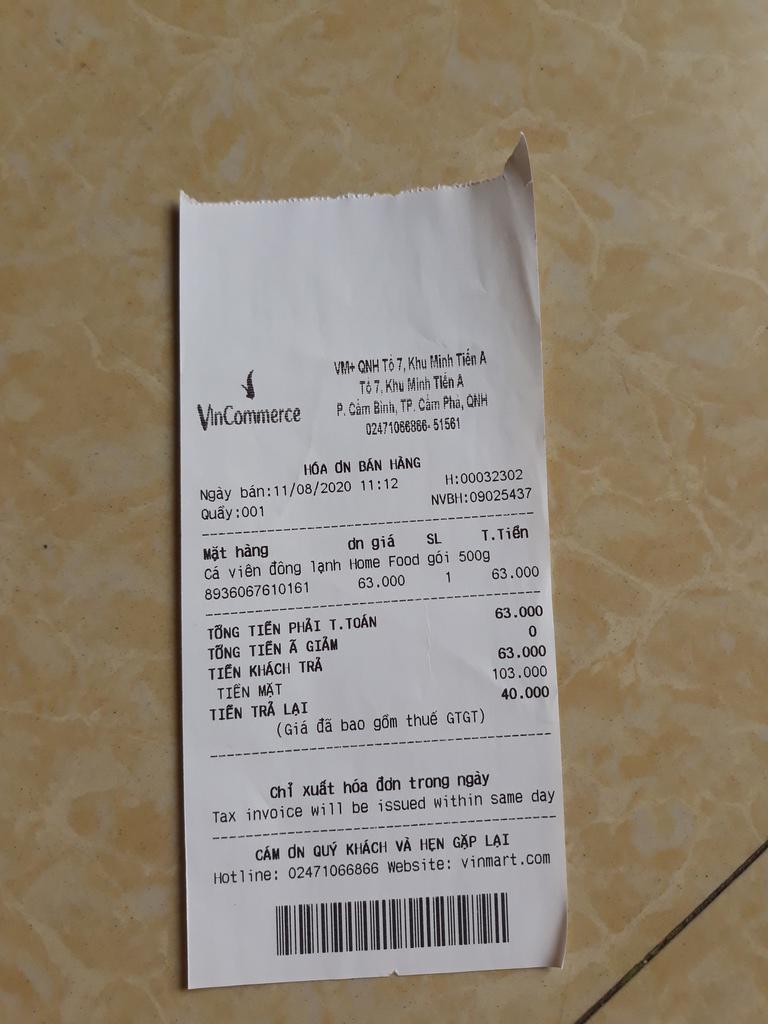 VinCommerce
VM+ QNH Tổ 7, Khu Minh Tiến A
Tổ 7, Khu Minh Tiến A
P. Cẩm Bình, TP. Cẩm Phả, QNH
02471066866-51561
HÓA ƠN BÁN HÀNG
Ngày bán:11/08/2020 11:12 H:00032302
Quầy:001 NVBH:09025437
Mặt hàng ơn giá SL T.Tiền
Cá viên đông lạnh Home Food gói 500g
8936067610161 63.000 1 63.000
TỔNG TIỀN PHẢI T.TOÁN 63.000
TỔNG TIỀN Ã GIẢM 0
TIỀN KHÁCH TRẢ 63.000
TIỀN MẶT 103.000
TIỀN TRẢ LẠI 40.000
(Giá đã bao gồm thuế GTGT)
Chỉ xuất hóa đơn trong ngày
Tax invoice will be issued within same day
CÁM ƠN QUÝ KHÁCH VÀ HẸN GẶP LẠI
Hotline: 02471066866 Website: vinmart.com